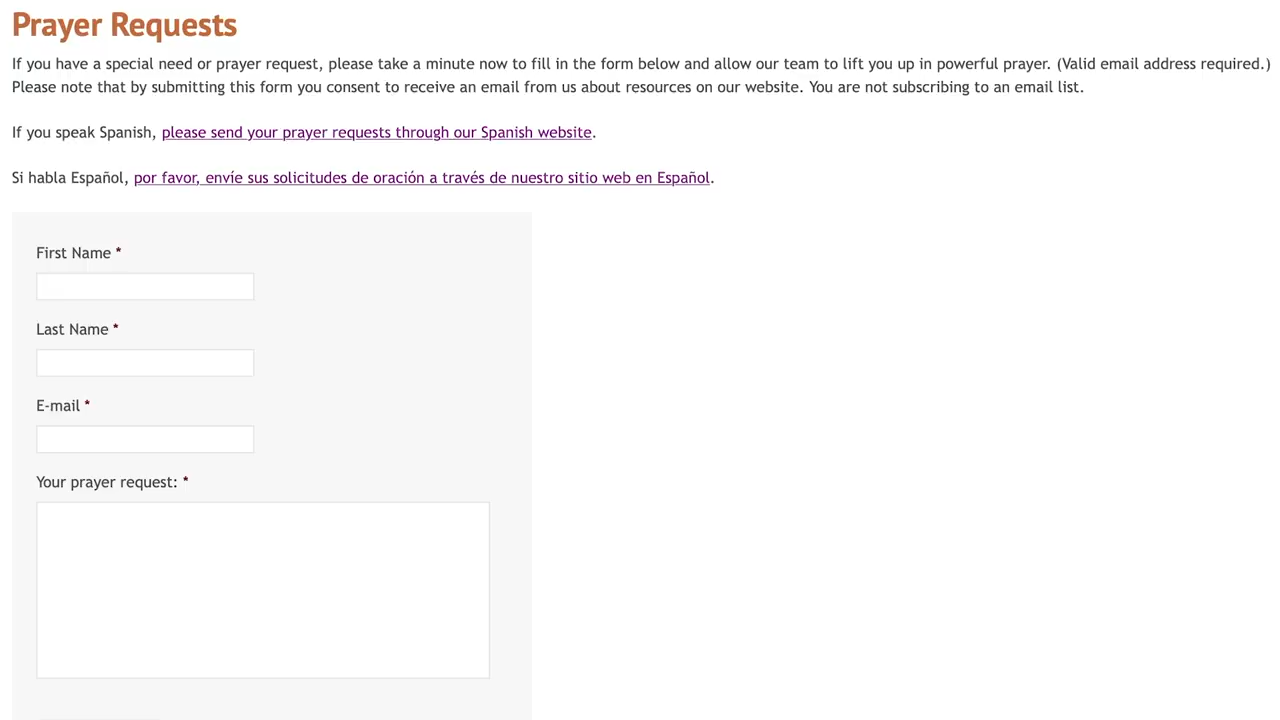 Prayer Requests
If you have a special need or prayer request, please take a minute now to fill in the form below and allow our team to lift you up in powerful prayer. (Valid email address required.)
Please note that by submitting this form you consent to receive an email from us about resources on our website. You are not subscribing to an email list.
If you speak Spanish, please send your prayer requests through our Spanish website.
Si habla Español, por favor, envíe sus solicitudes de oración a través de nuestro sitio web en Español.
First Name *
Last Name *
E-mail *
Your prayer request: *